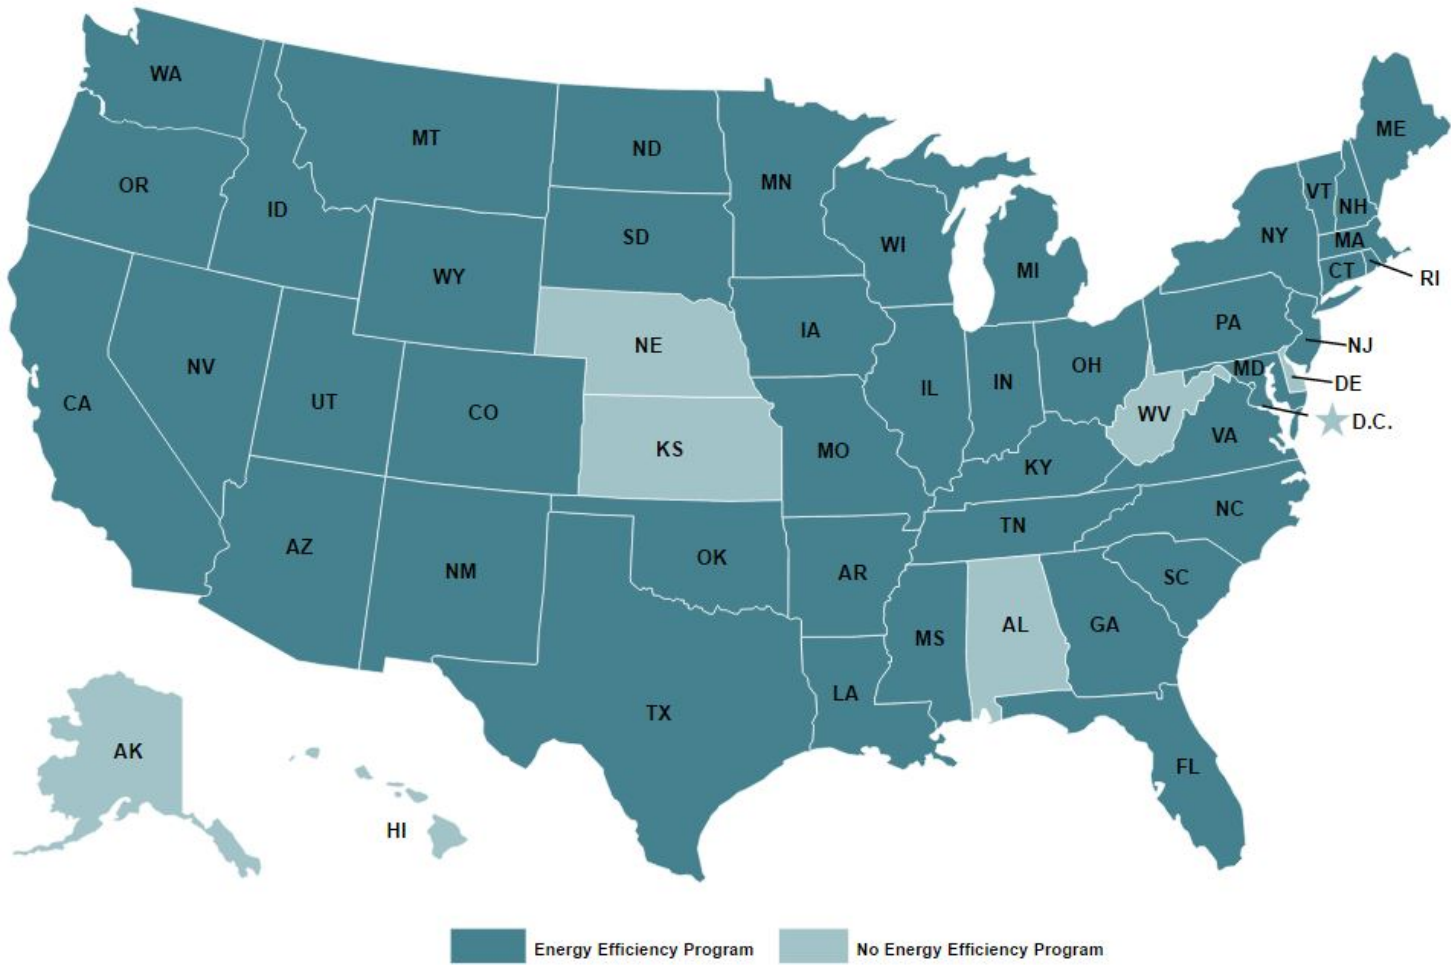 WA
MT
ND
MN
ME
OR
ID
SD
WI
MI
VT
NH
NY
MA
CT
RI
WY
IA
PA
NE
NJ
NV
UT
CO
IL
IN
OH
MD
DE
CA
KS
MO
WV
VA
D.C.
KY
AZ
NM
OK
AR
TN
NC
SC
MS
AL
GA
TX
LA
FL
AK
HI
Energy Efficiency Program
No Energy Efficiency Program